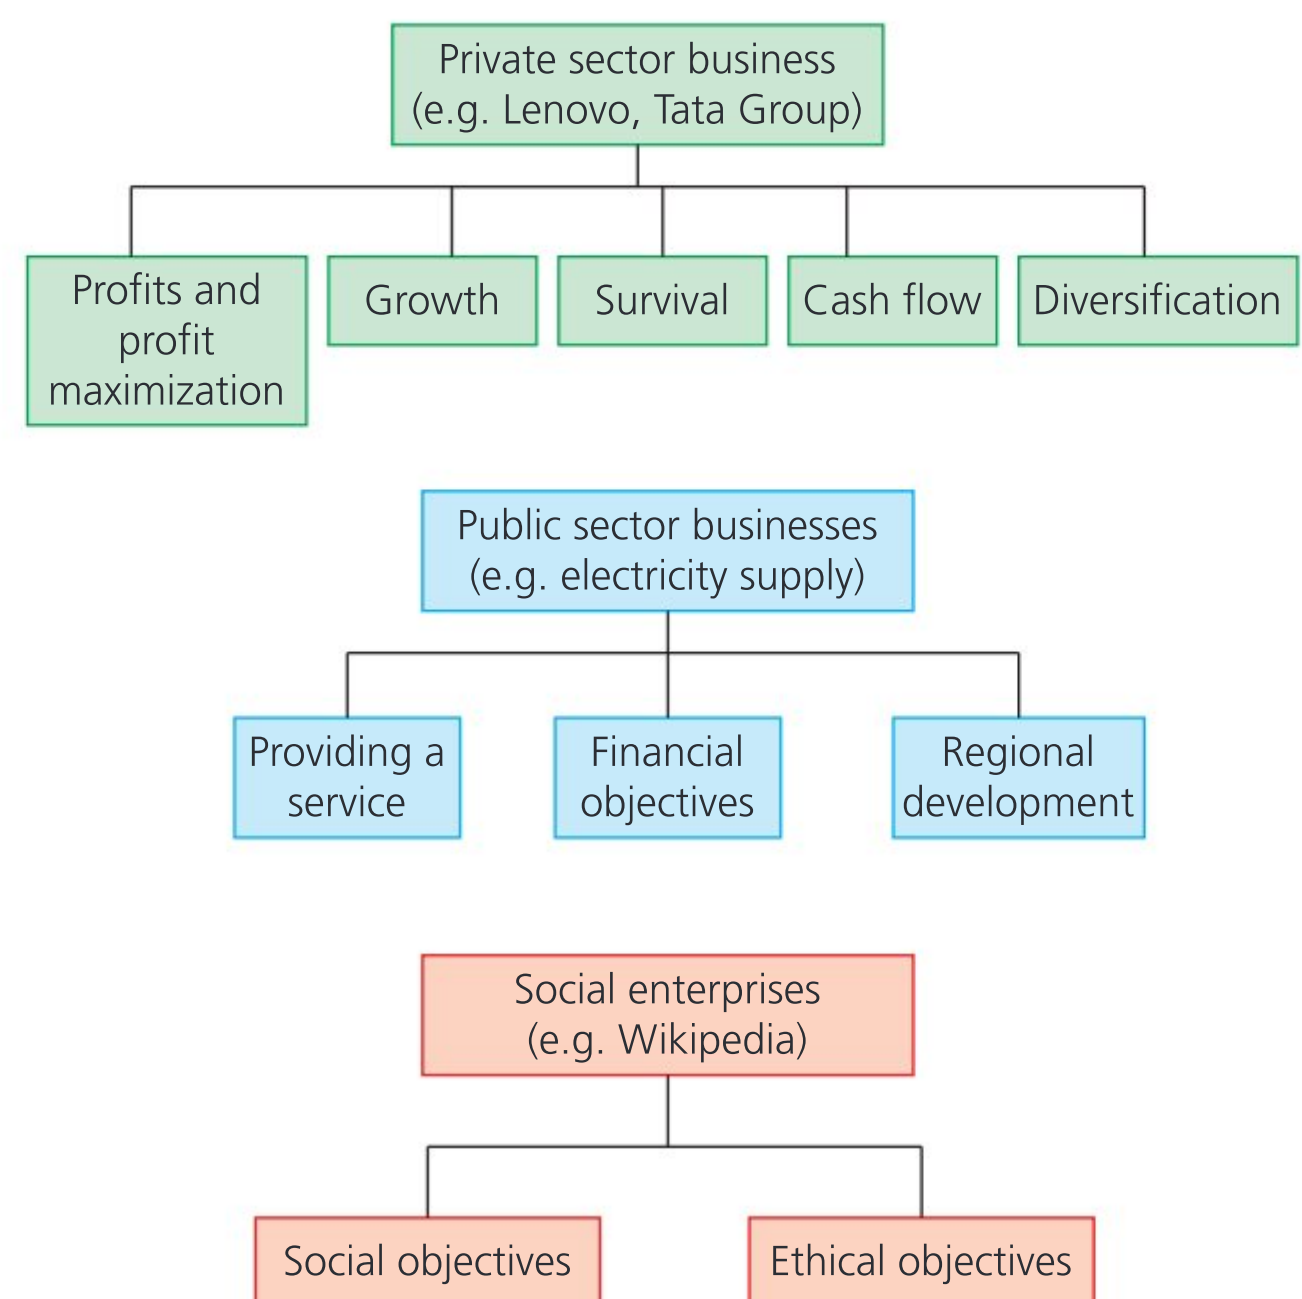 Private sector business
(e.g. Lenovo, Tata Group)
Profits and
profit
maximization
Growth
Survival
Cash flow
Diversification
Public sector businesses
(e.g. electricity supply)
Providing a
service
Financial
objectives
Regional
development
Social enterprises
(e.g. Wikipedia)
Social objectives
Ethical objectives